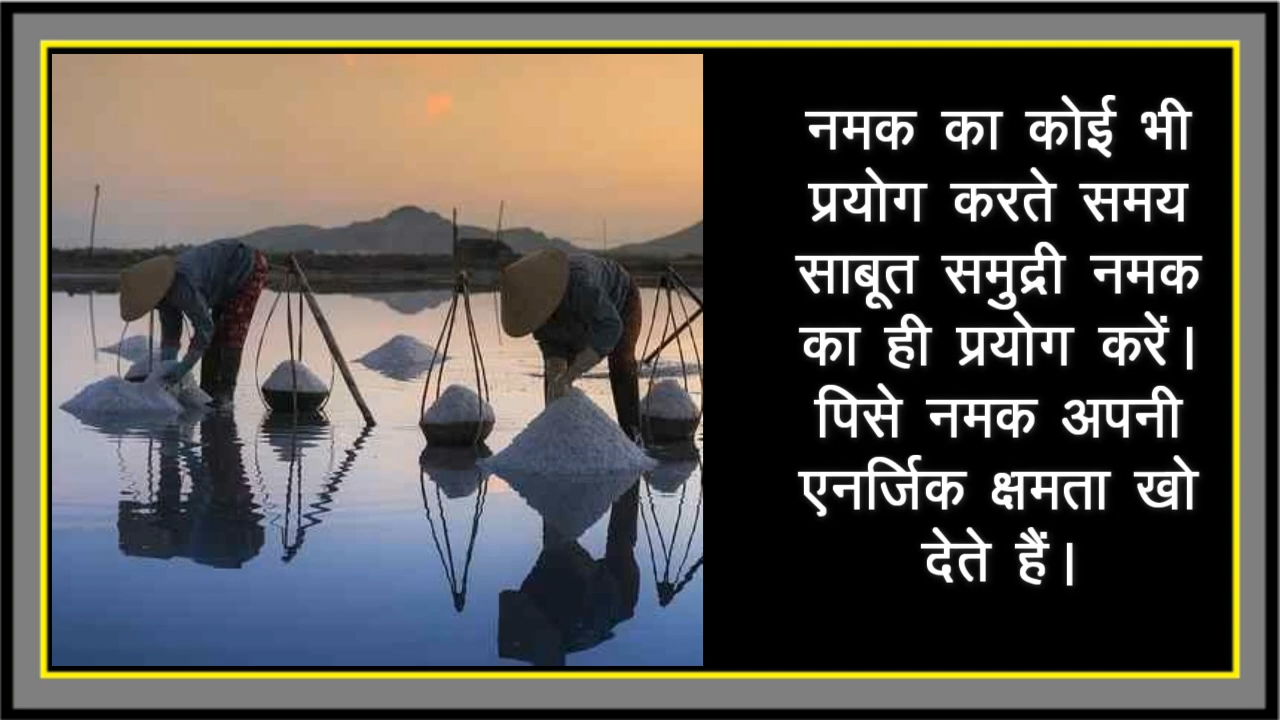 नमक का कोई भी
प्रयोग करते समय
साबूत समुद्री नमक
का ही प्रयोग करें।
पिसे नमक अपनी
एनर्जिक क्षमता खो
देते हैं।